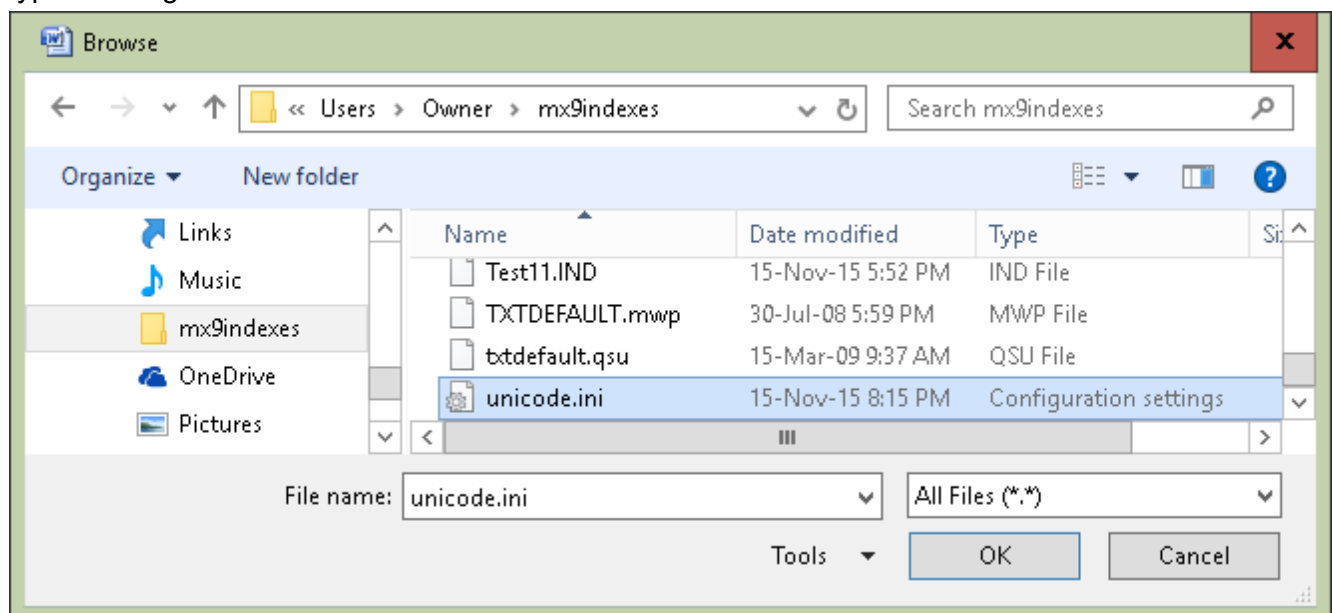 Browse
« Users > Owner > mx9indexes
Search mx9indexes
Organize
New folder
Links
Music
mx9indexes
OneDrive
Pictures
Name Date modified Type
Test11.IND 15-Nov-15 5:52 PM IND File
TXTDEFAULT.mwp 30-Jul-08 5:59 PM MWP File
txtdefault.qsu 15-Mar-09 9:37 AM QSU File
unicode.ini 15-Nov-15 8:15 PM Configuration settings
File name: unicode.ini All Files (*.*)
Tools OK Cancel